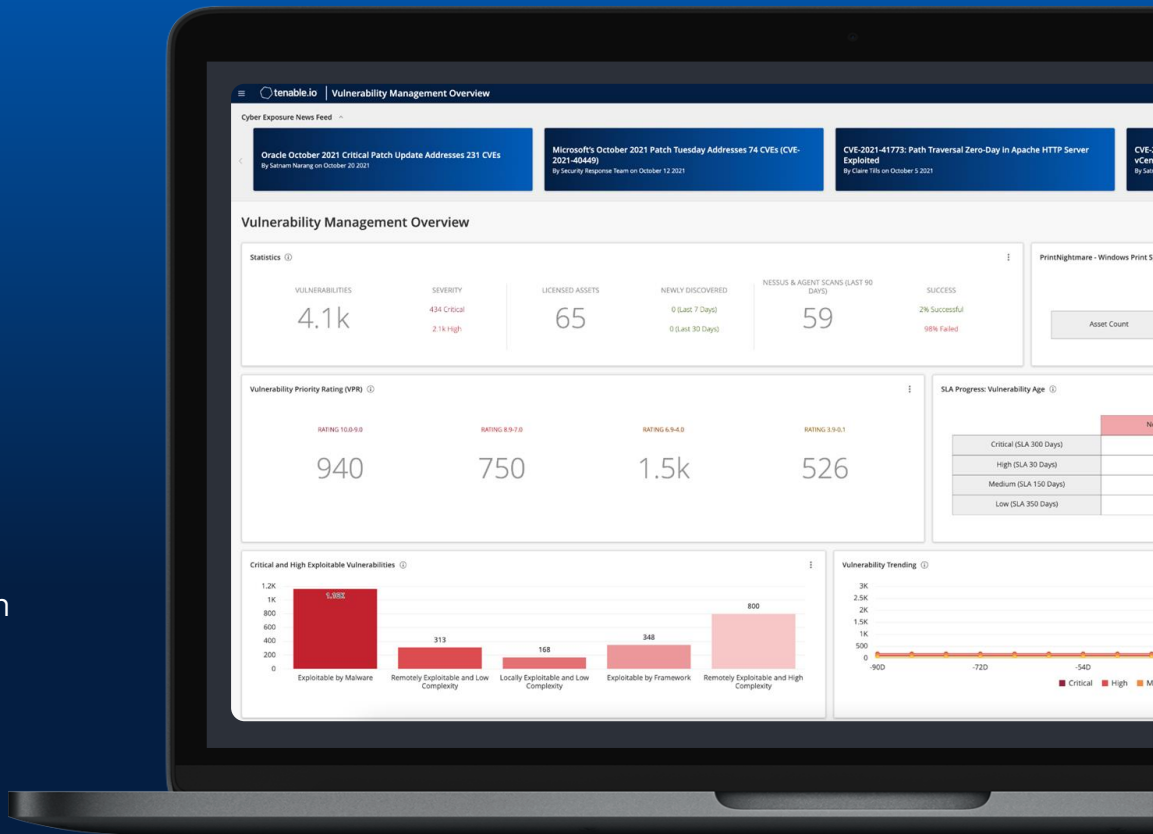 tenable.io | Vulnerability Management Overview
Cyber Exposure News Feed
Oracle October 2021 Critical Patch Update Addresses 231 CVEs
By Satnam Narang on October 20 2021
Microsoft's October 2021 Patch Tuesday Addresses 74 CVEs (CVE-
2021-40449)
By Security Response Team on October 12 2021
CVE-2021-41773: Path Traversal Zero-Day in Apache HTTP Server
Exploited
By Claire Tills on October 5 2021
Vulnerability Management Overview
Statistics
VULNERABILITIES
4.1k
SEVERITY
434 Critical
2.1k High
LICENSED ASSETS
65
NEWLY DISCOVERED
0 (Last 7 Days)
0 (Last 30 Days)
NESSUS & AGENT SCANS (LAST 90
DAYS)
59
SUCCESS
2% Successful
98% Failed
PrintNightmare - Windows Print S
Asset Count
Vulnerability Priority Rating (VPR)
RATING 10.0-9.0
940
RATING 8.9-7.0
750
RATING 6.9-4.0
1.5k
RATING 3.9-0.1
526
SLA Progress: Vulnerability Age
Critical (SLA 300 Days)
High (SLA 30 Days)
Medium (SLA 150 Days)
Low (SLA 350 Days)
Critical and High Exploitable Vulnerabilities
1.2K
1K
800
600
400
200
0
313
168
348
800
Exploitable by Malware
Remotely Exploitable and Low
Complexity
Locally Exploitable and Low
Complexity
Exploitable by Framework
Remotely Exploitable and High
Complexity
Vulnerability Trending
3K
2.5K
2K
1.5K
1K
500
0
-90D
-72D
-54D
Critical
High
M